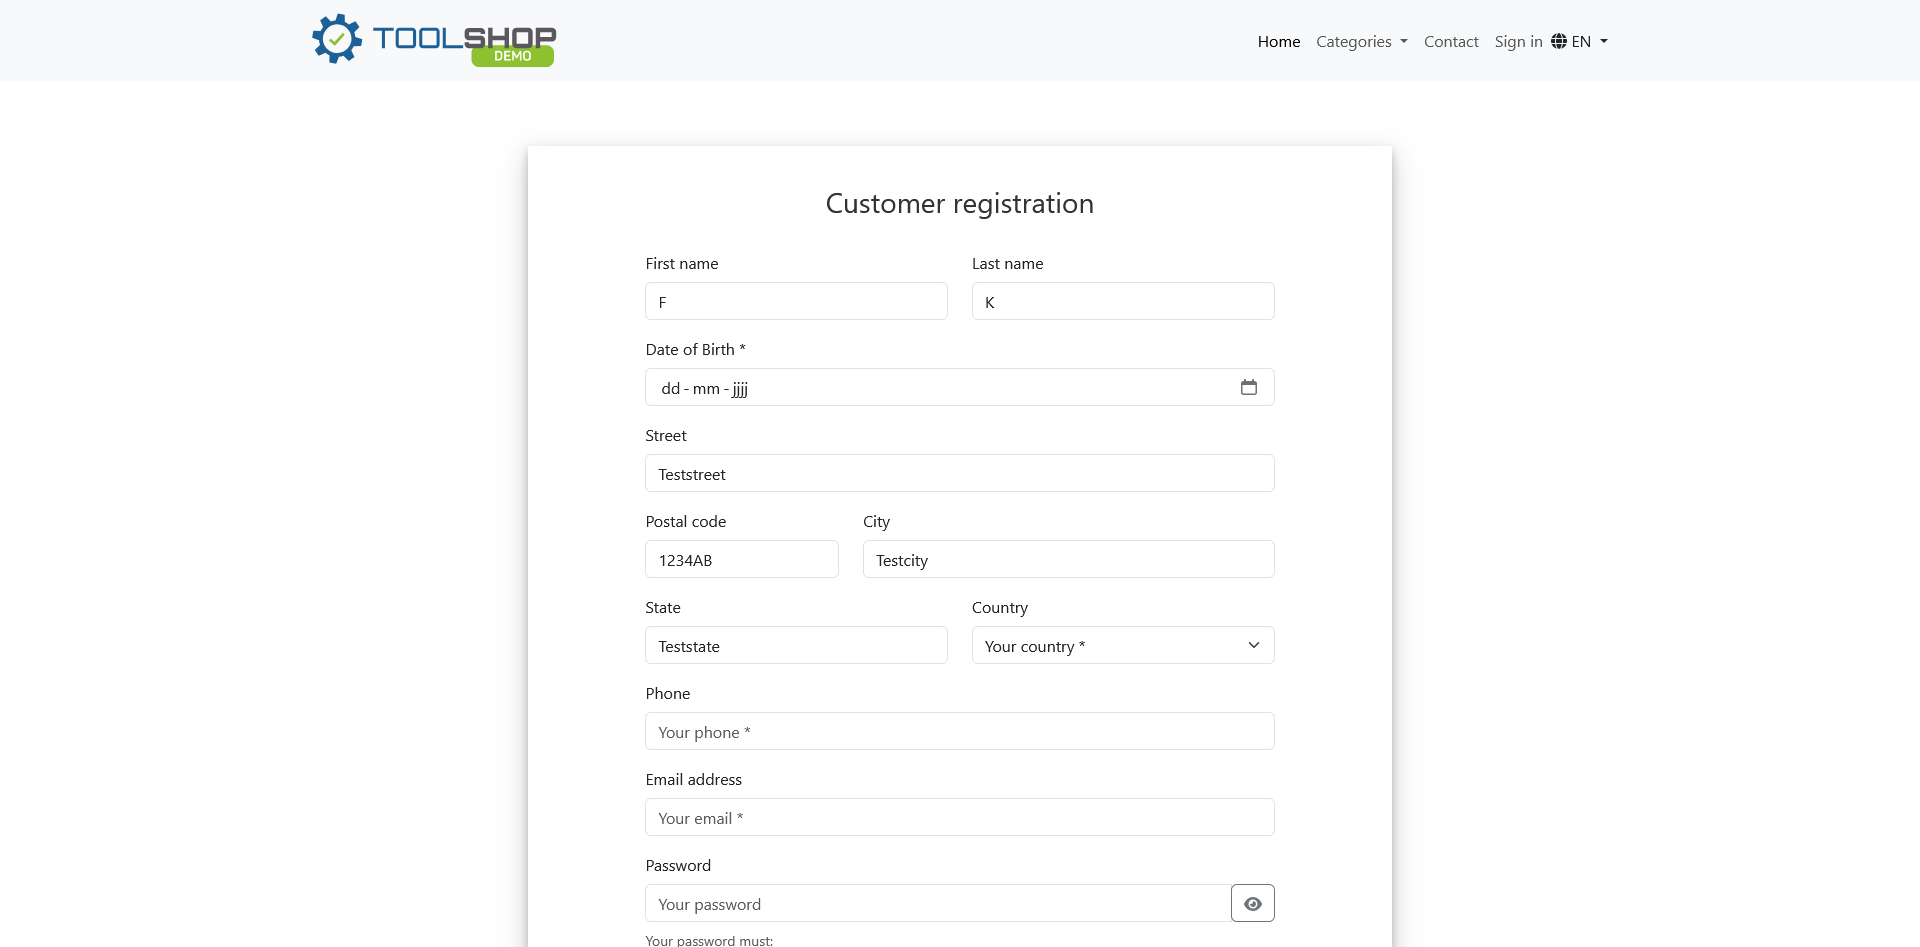 TOOLSHOP
DEMO
Home Categories Contact Sign in EN
Customer registration
First name Last name
F K
Date of Birth *
dd - mm - jjjj
Street
Teststreet
Postal code City
1234AB Testcity
State Country
Teststate Your country *
Phone
Your phone *
Email address
Your email *
Password
Your password
Your password must: